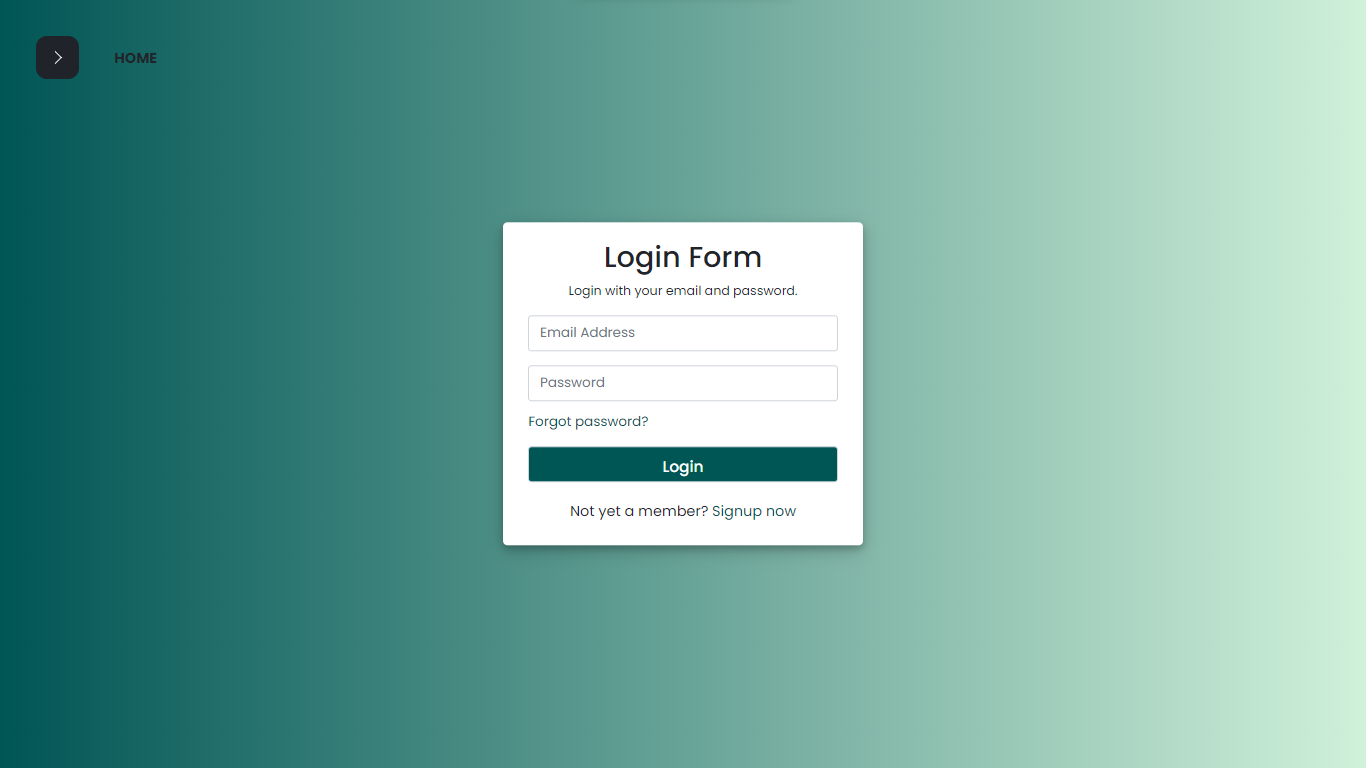 HOME
Login Form
Login with your email and password.
Email Address
Password
Forgot password?
Login
Not yet a member? Signup now